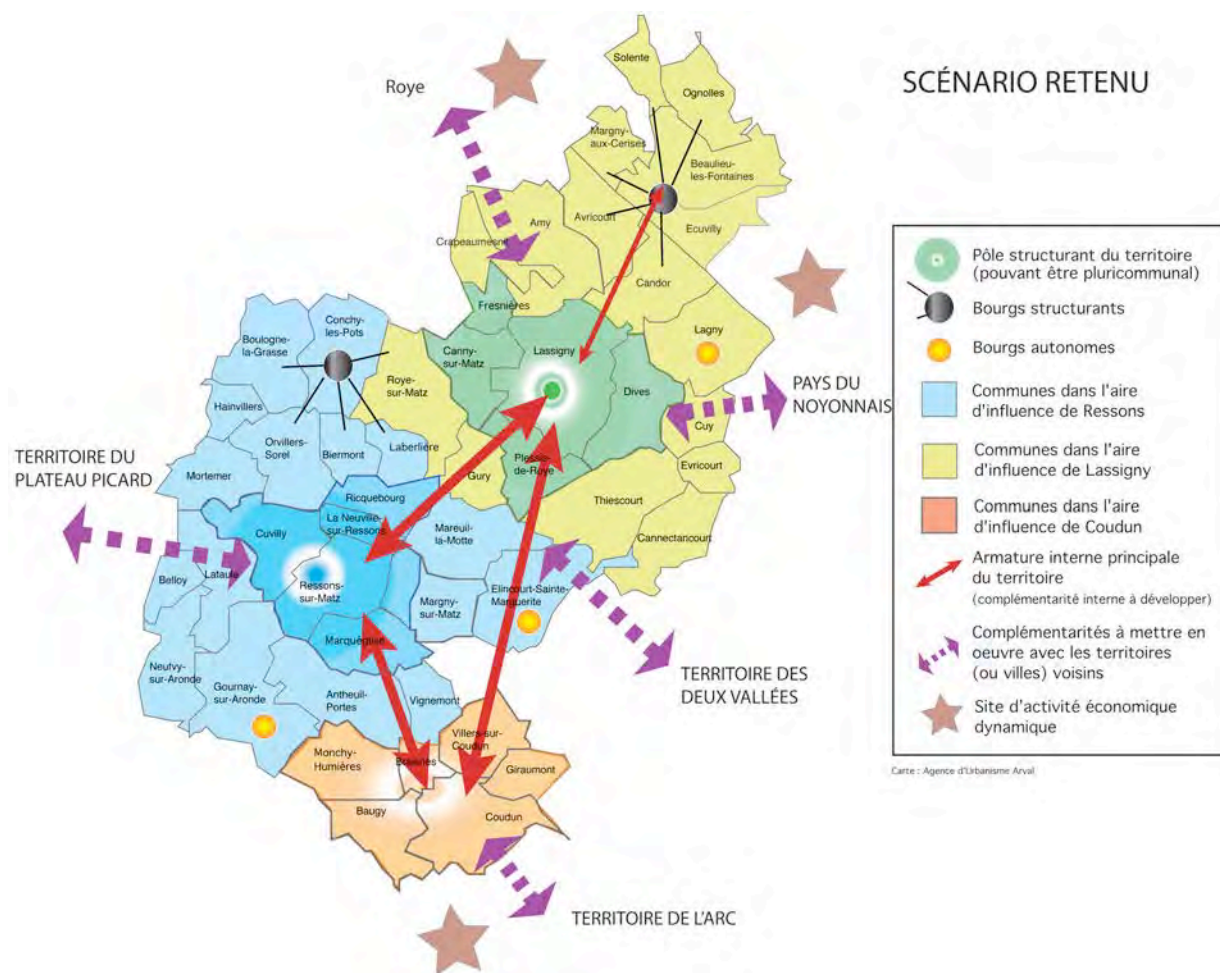 SCÉNARIO RETENU
Roye
Solente
Ognolles
Margny-
aux-Cerises
Beaulieu-
les-Fontaines
Avricourt
Ecuvilly
Amy
Crapeaumesnil
Candor
Fresnières
Lagny
Conchy-
les-Pots
Boulogne-
la-Grasse
Canny-
sur-Matz
Lassigny
Roye-
sur-Matz
Dives
PAYS DU
NOYONNAIS
Hainvillers
Cuy
Orvillers-
Sorel
Biermont
Laberlière
Plessis-
de-Roye
Evricourt
Gury
TERRITOIRE DU
PLATEAU PICARD
Mortemer
Ricquebourg
Thiescourt
La Neuville-
sur-Ressons
Mareuil-
la-Motte
Cuvilly
Cannectancourt
Belloy
Lataule
Ressons-
sur-Matz
Margny-
sur-Matz
Elincourt-Sainte-
Marguerite
Marquéglise
Neufvy-
sur-Aronde
Gournay-
sur-Aronde
Antheuil-
Portes
Vignemont
TERRITOIRE DES
DEUX VALLÉES
Villers-sur-
Coudun
Monchy-
Humières
Braisnes
Giraumont
Baugy
Coudun
TERRITOIRE DE L'ARC
Pôle structurant du territoire
(pouvant être pluricommunal)
Bourgs structurants
Bourgs autonomes
Communes dans l'aire
d'influence de Ressons
Communes dans l'aire
d'influence de Lassigny
Communes dans l'aire
d'influence de Coudun
Armature interne principale
du territoire
(complémentarité interne à développer)
Complémentarités à mettre en
oeuvre avec les territoires
(ou villes) voisins
Site d'activité économique
dynamique
Carte : Agence d'Urbanisme Arval